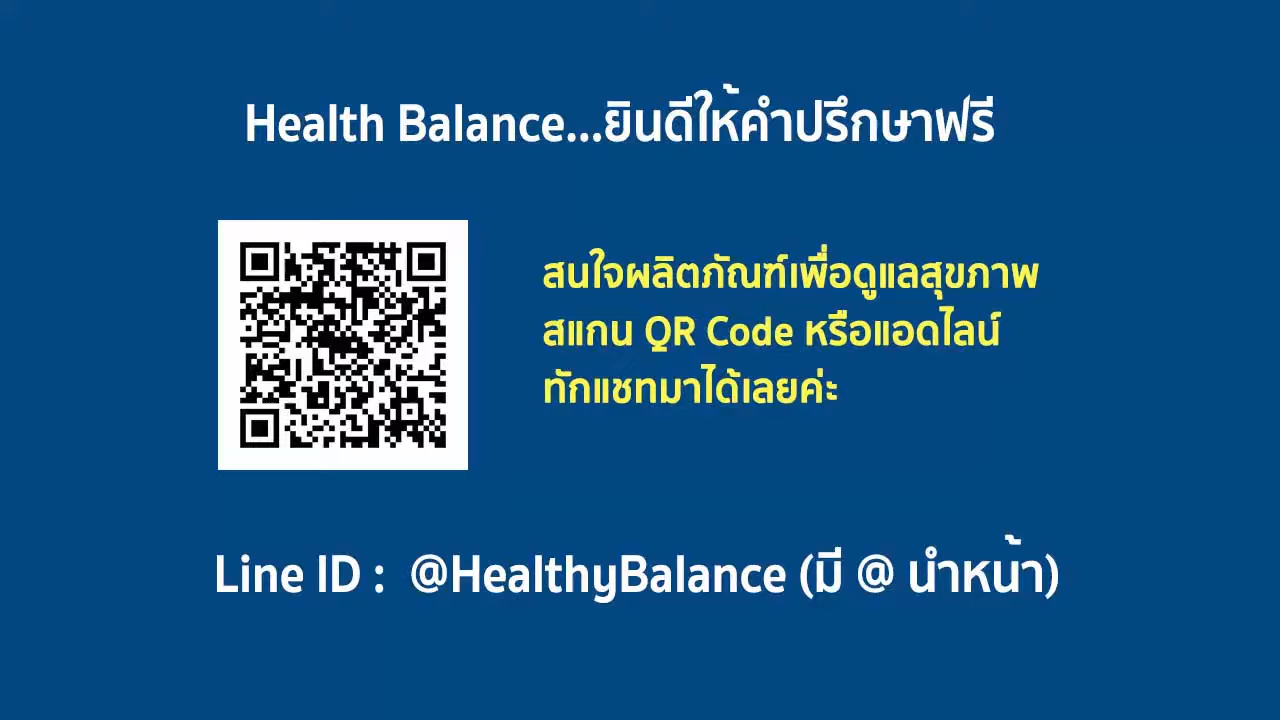 Health Balance...ยินดีให้คำปรึกษาฟรี
สนใจผลิตภัณฑ์เพื่อดูแลสุขภาพ
สแกน QR Code หรือแอดไลน์
ทักแชทมาได้เลยค่ะ
Line ID : @HealthyBalance (มี @ นำหน้า)